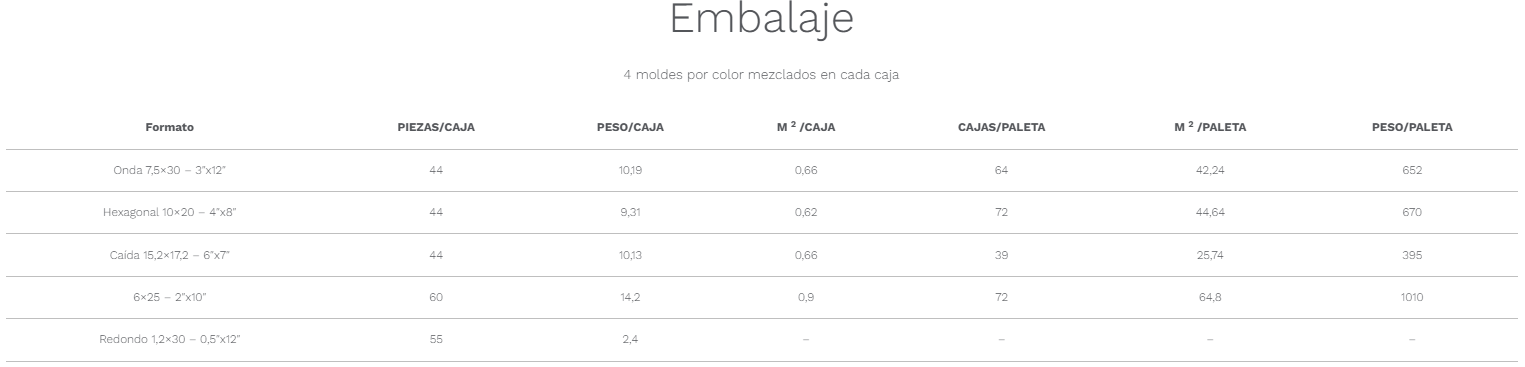 Embalaje
4 moldes por color mezclados en cada caja
Formato PIEZAS/CAJA PESO/CAJA M 2 /CAJA CAJAS/PALETA M 2 /PALETA PESO/PALETA
Onda 7,5×30 – 3"x12" 44 10,19 0,66 64 42,24 652
Hexagonal 10×20 – 4"x8" 44 9,31 0,62 72 44,64 670
Caída 15,2×17,2 – 6"x7" 44 10,13 0,66 39 25,74 395
6×25 – 2"x10" 60 14,2 0,9 72 64,8 1010
Redondo 1,2×30 – 0,5"x12" 55 2,4 – – – –